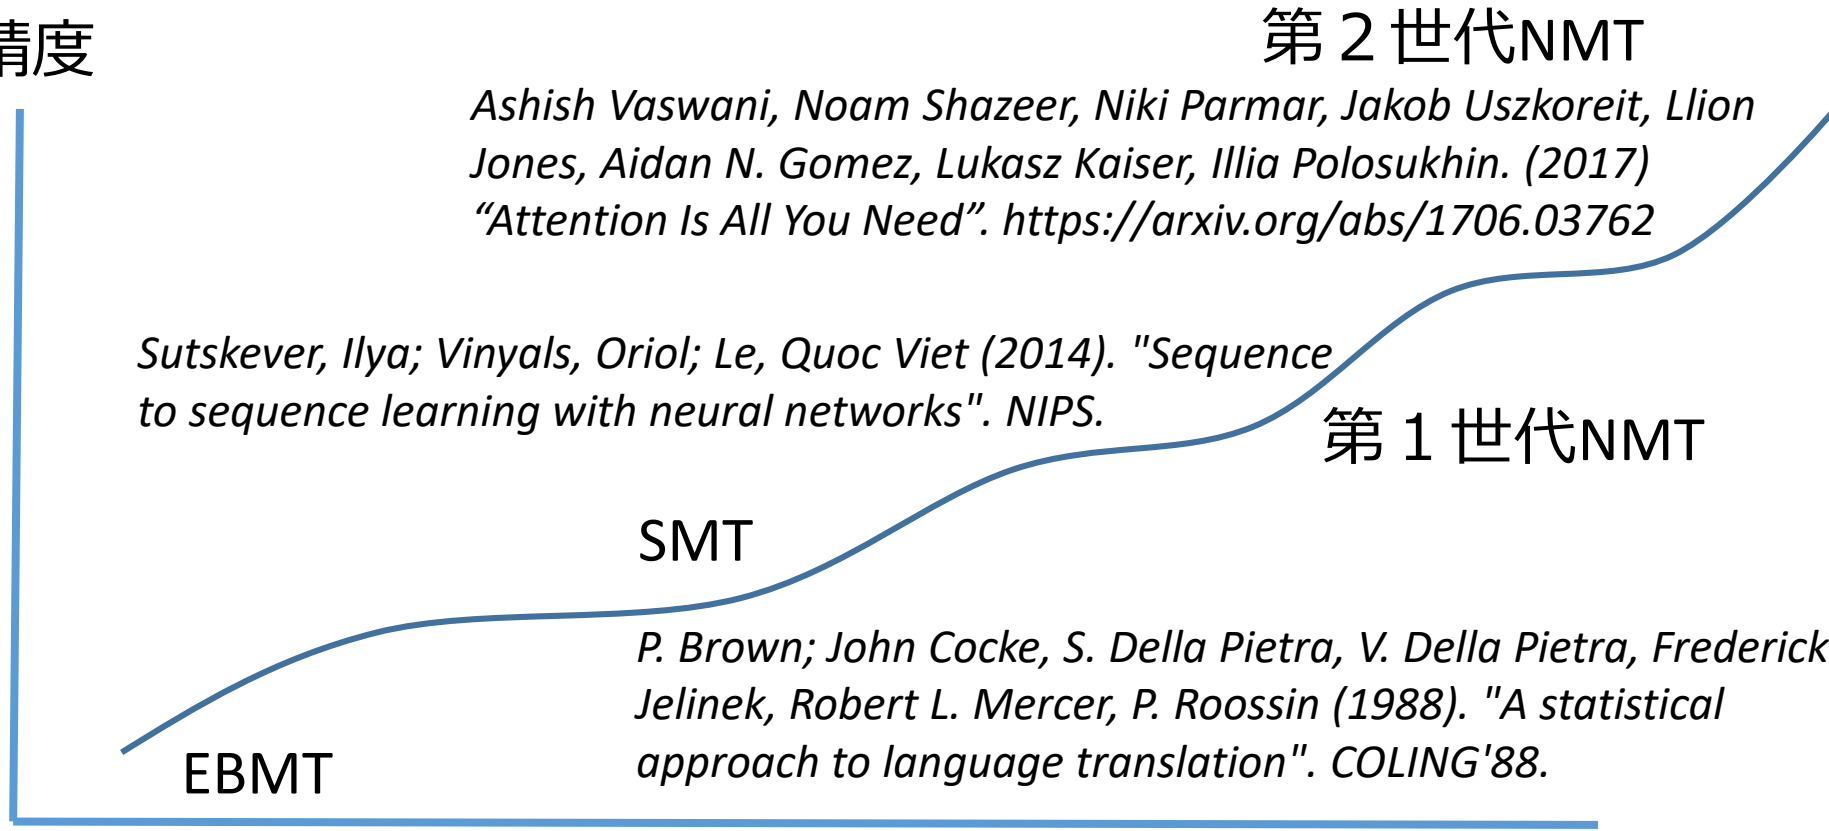 精度
第２世代NMT
Ashish Vaswani, Noam Shazeer, Niki Parmar, Jakob Uszkoreit, Llion
Jones, Aidan N. Gomez, Lukasz Kaiser, Illia Polosukhin. (2017)
“Attention Is All You Need”. https://arxiv.org/abs/1706.03762
Sutskever, Ilya; Vinyals, Oriol; Le, Quoc Viet (2014). "Sequence
to sequence learning with neural networks". NIPS.
第１世代NMT
SMT
P. Brown; John Cocke, S. Della Pietra, V. Della Pietra, Frederick
Jelinek, Robert L. Mercer, P. Roossin (1988). "A statistical
approach to language translation". COLING'88.
EBMT